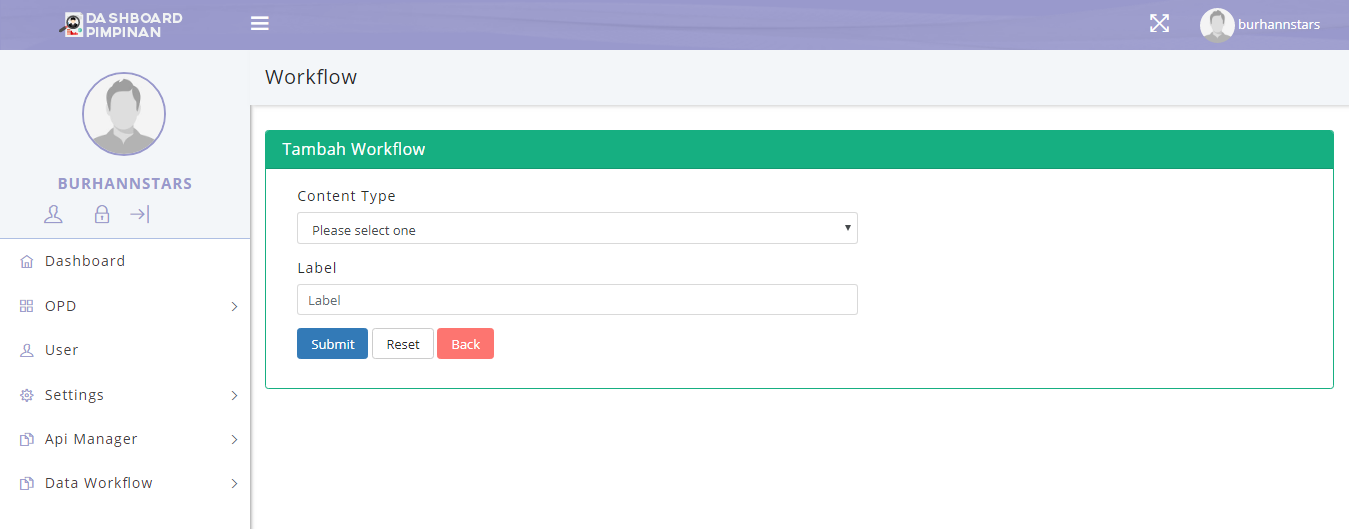 DASHBOARD
PIMPINAN
burhannstars
BURHANNSTARS
Dashboard
OPD
User
Settings
Api Manager
Data Workflow
Workflow
Tambah Workflow
Content Type
Please select one
Label
Label
Submit Reset Back